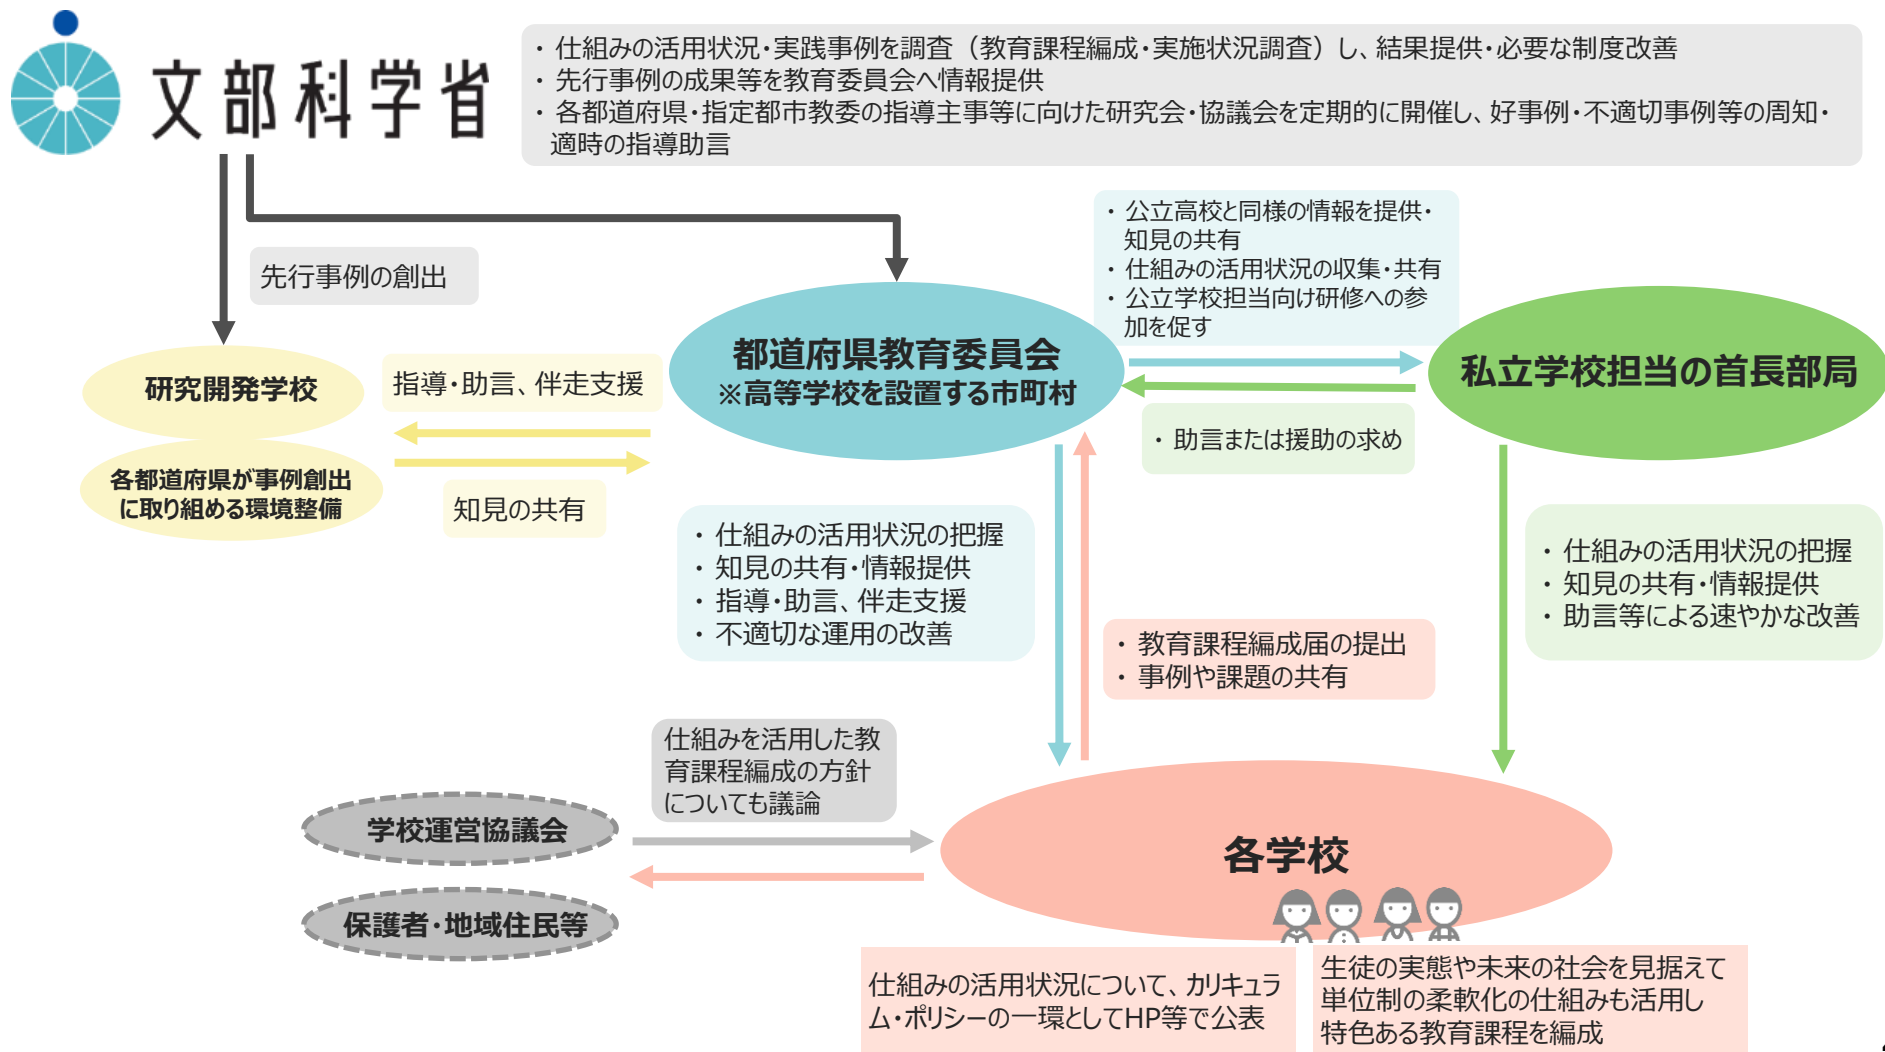 文部科学省
・ 仕組みの活用状況・実践事例を調査（教育課程編成・実施状況調査）し、結果提供・必要な制度改善
・ 先行事例の成果等を教育委員会へ情報提供
・ 各都道府県・指定都市教委の指導主事等に向けた研究会・協議会を定期的に開催し、好事例・不適切事例等の周知・
適時の指導助言
先行事例の創出
・ 公立高校と同様の情報を提供・
知見の共有
・ 仕組みの活用状況の収集・共有
・ 公立学校担当向け研修への参
加を促す
都道府県教育委員会
※高等学校を設置する市町村
私立学校担当の首長部局
研究開発学校
指導・助言、伴走支援
・ 助言または援助の求め
各都道府県が事例創出
に取り組める環境整備
知見の共有
・ 仕組みの活用状況の把握
・ 知見の共有・情報提供
・ 指導・助言、伴走支援
・ 不適切な運用の改善
・ 仕組みの活用状況の把握
・ 知見の共有・情報提供
・ 助言等による速やかな改善
・ 教育課程編成届の提出
・ 事例や課題の共有
仕組みを活用した教
育課程編成の方針
についても議論
学校運営協議会
各学校
保護者・地域住民等
仕組みの活用状況について、カリキュラ
ム・ポリシーの一環としてHP等で公表
生徒の実態や未来の社会を見据えて
単位制の柔軟化の仕組みも活用し
特色ある教育課程を編成